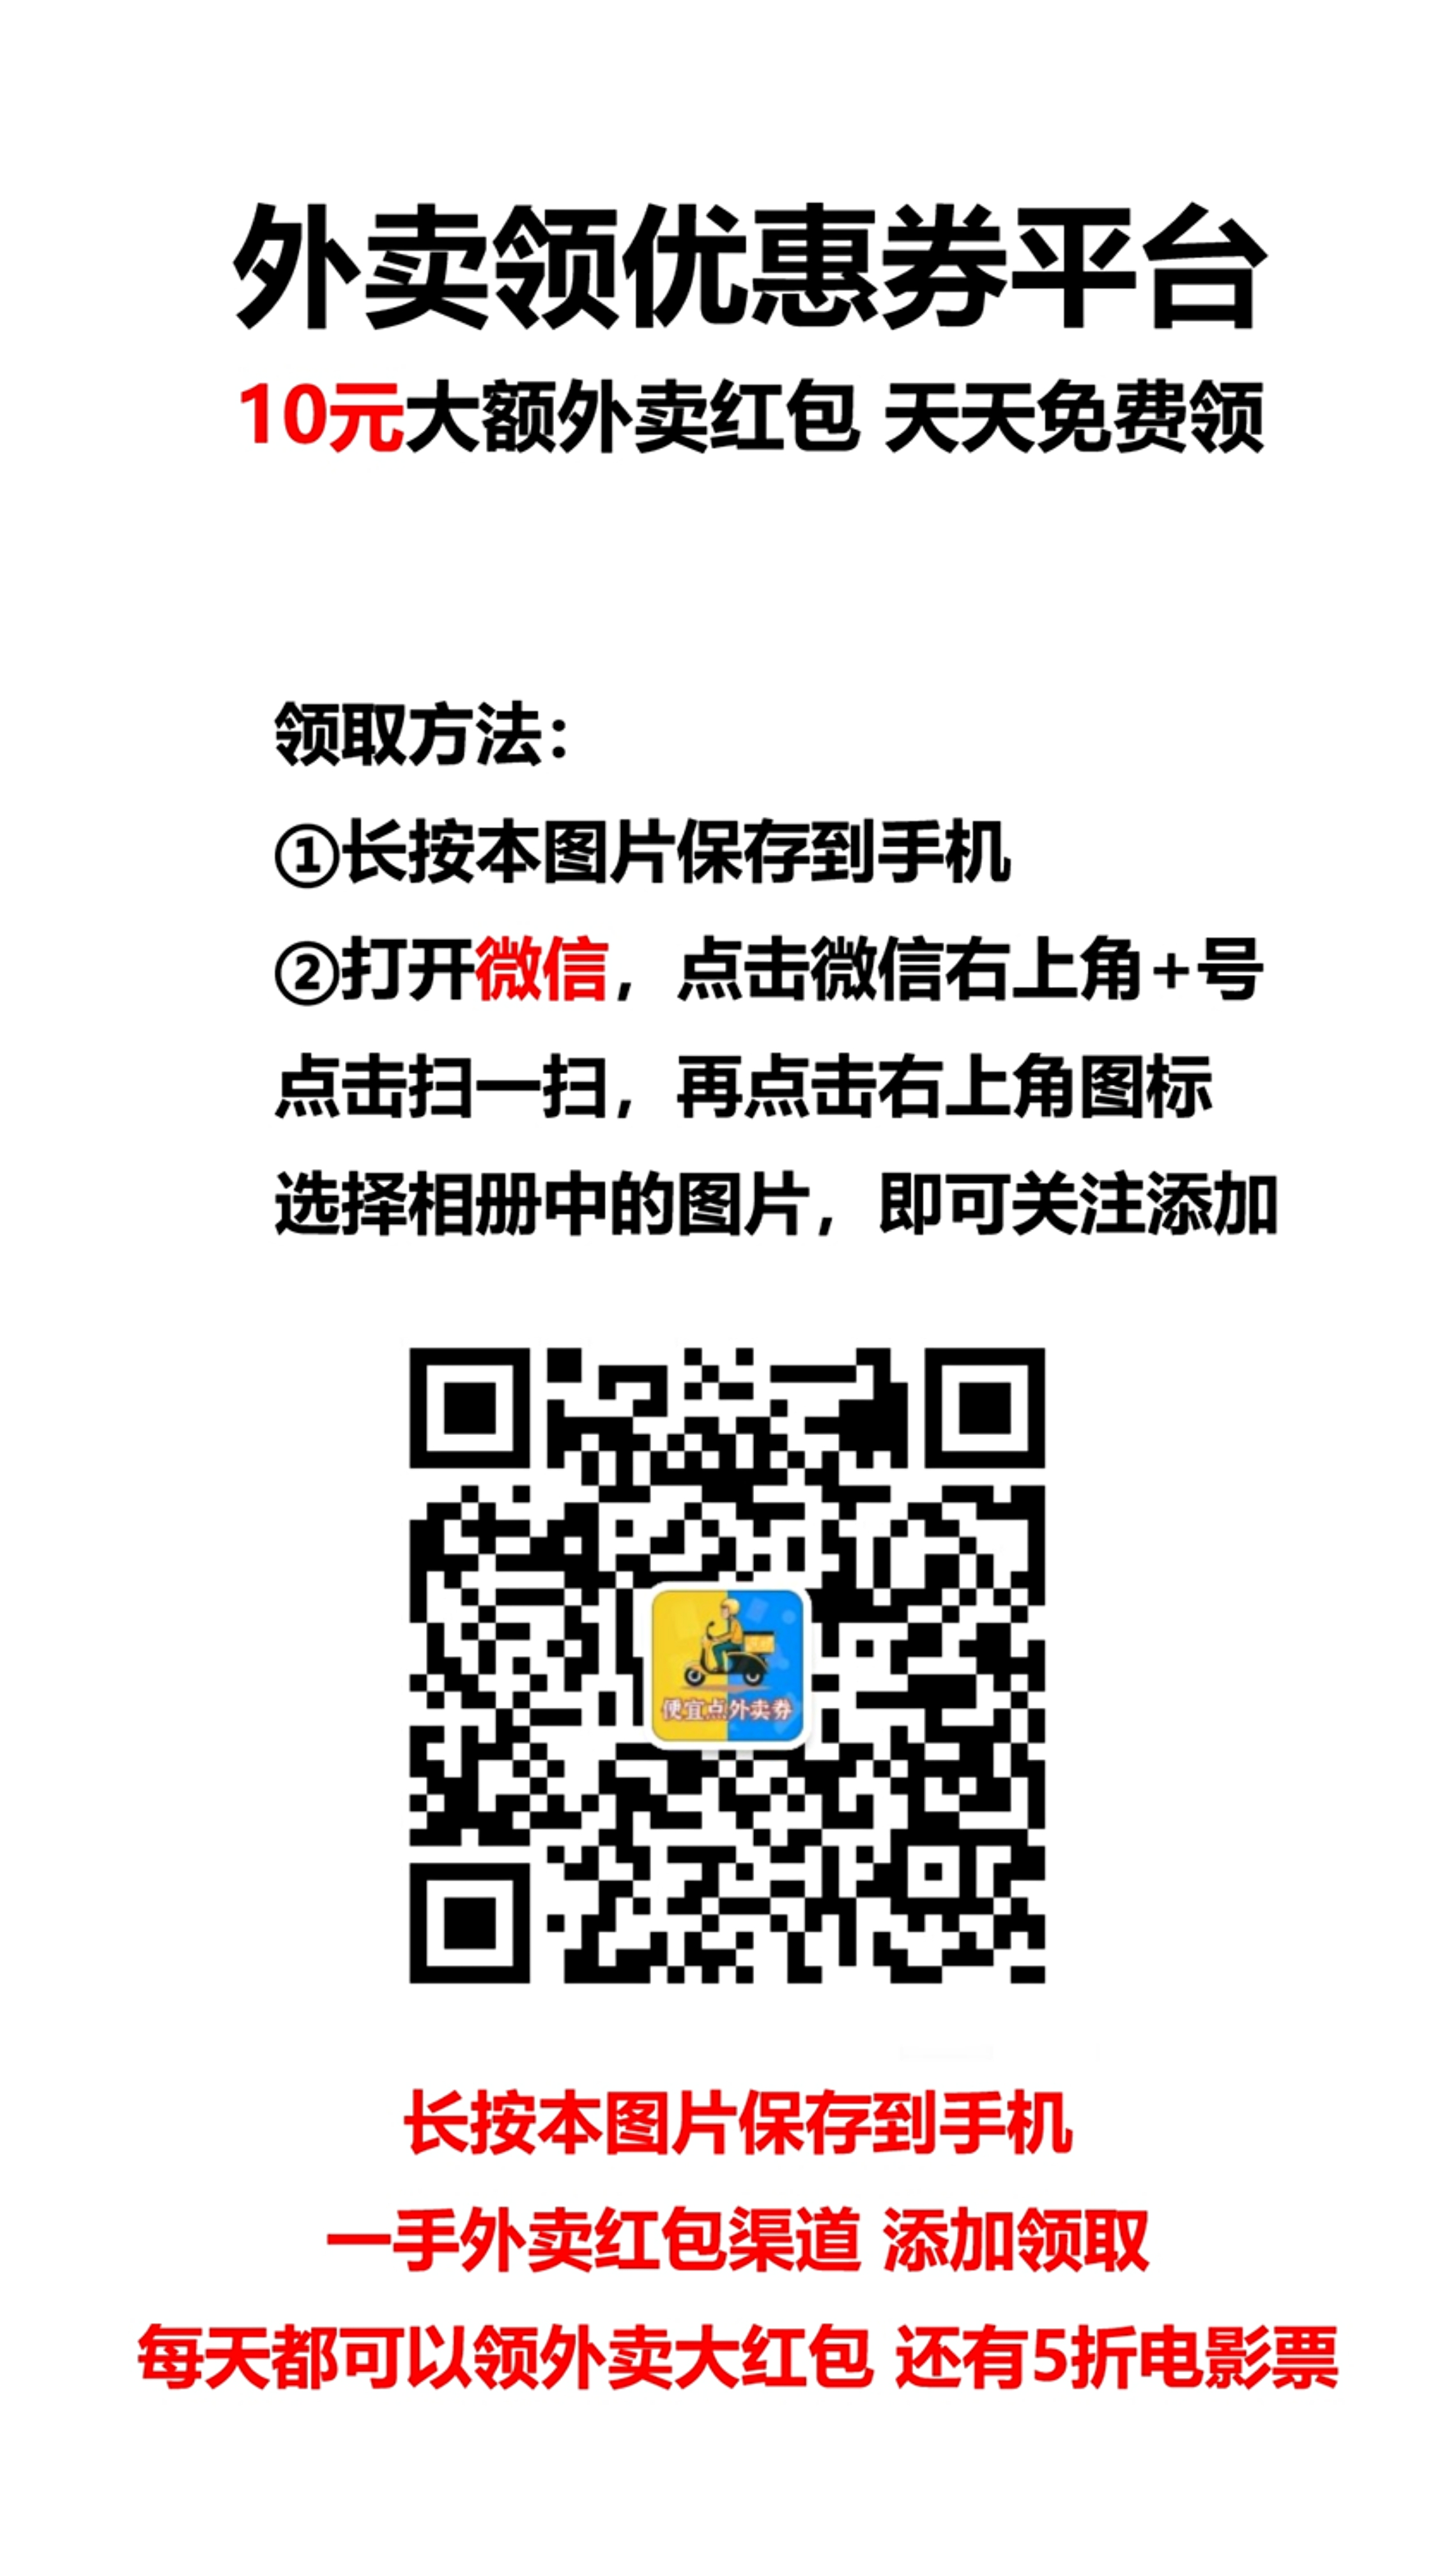 外卖领优惠券平台
10元大额外卖红包 天天免费领
领取方法：
①长按本图片保存到手机
②打开微信，点击微信右上角+号
点击扫一扫，再点击右上角图标
选择相册中的图片，即可关注添加
便宜点外卖券
长按本图片保存到手机
一手外卖红包渠道 添加领取
每天都可以领外卖大红包 还有5折电影票